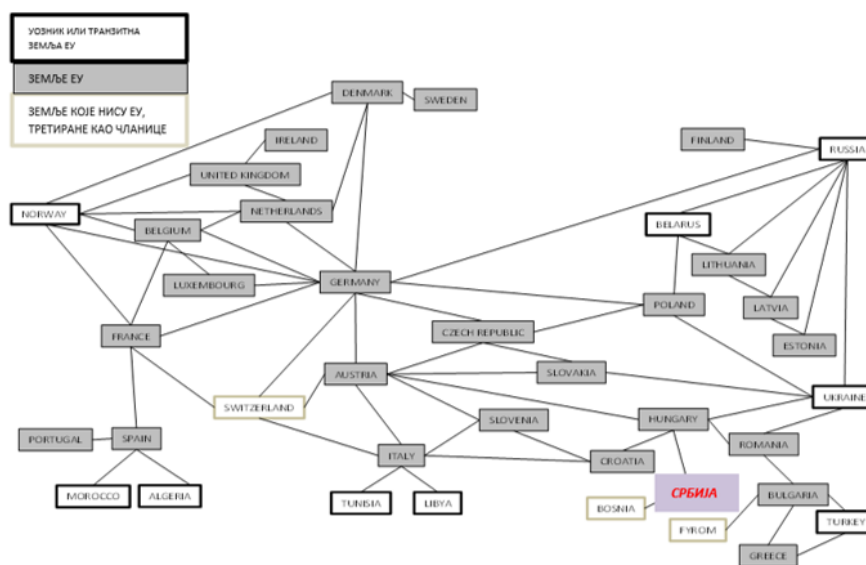 УОЗНИК ИЛИ ТРАНЗИТНА
ЗЕМЉА ЕУ
ЗЕМЉЕ ЕУ
ЗЕМЉЕ КОЈЕ НИСУ ЕУ,
ТРЕТИРАНЕ КАО ЧЛАНИЦЕ
DENMARK
SWEDEN
IRELAND
FINLAND
RUSSIA
UNITED KINGDOM
NORWAY
NETHERLANDS
BELGIUM
BELARUS
LITHUANIA
LUXEMBOURG
GERMANY
POLAND
LATVIA
FRANCE
CZECH REPUBLIC
ESTONIA
AUSTRIA
SLOVAKIA
SWITZERLAND
UKRAINE
PORTUGAL
SPAIN
SLOVENIA
HUNGARY
ROMANIA
ITALY
CROATIA
MOROCCO
ALGERIA
TUNISIA
LIBYA
СРБИЈА
BULGARIA
BOSNIA
FYROM
TURKEY
GREECE